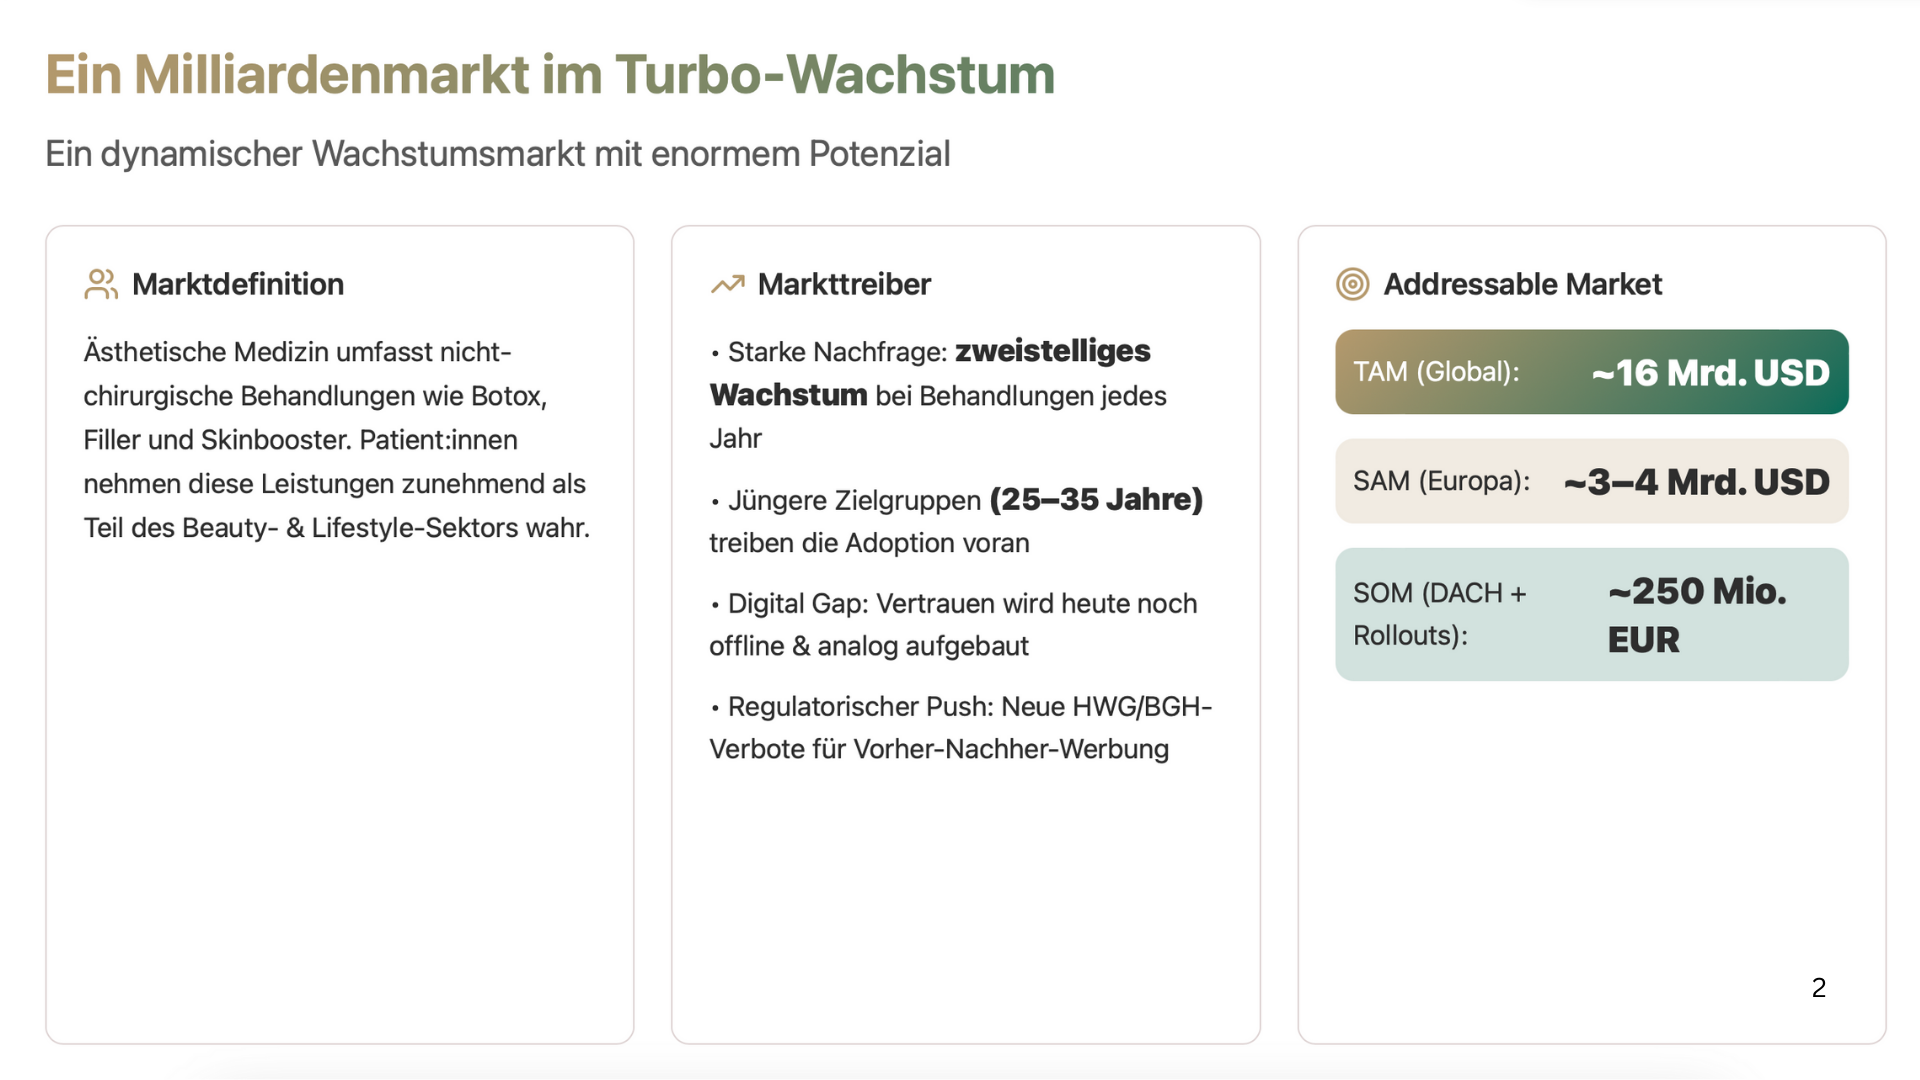 Ein Milliardenmarkt im Turbo-Wachstum
Ein dynamischer Wachstumsmarkt mit enormem Potenzial
Marktdefinition
Ästhetische Medizin umfasst nicht-
chirurgische Behandlungen wie Botox,
Filler und Skinbooster. Patient:innen
nehmen diese Leistungen zunehmend als
Teil des Beauty- & Lifestyle-Sektors wahr.
Markttreiber
• Starke Nachfrage: zweistelliges
Wachstum bei Behandlungen jedes
Jahr
• Jüngere Zielgruppen (25–35 Jahre)
treiben die Adoption voran
• Digital Gap: Vertrauen wird heute noch
offline & analog aufgebaut
• Regulatorischer Push: Neue HWG/BGH-
Verbote für Vorher-Nachher-Werbung
Addressable Market
TAM (Global): ~16 Mrd. USD
SAM (Europa): ~3–4 Mrd. USD
SOM (DACH +
Rollouts):
~250 Mio.
EUR
2